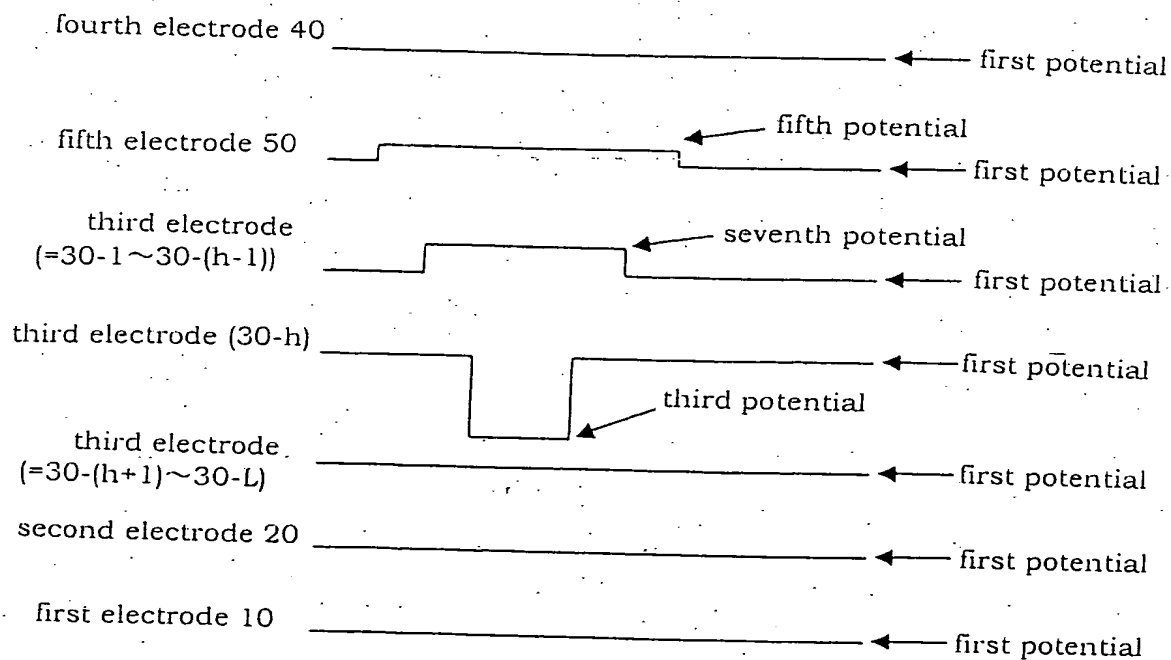 fourth electrode 40
first potential
fifth electrode 50
fifth potential
first potential
third electrode
(=30-1~30-(h-1))
seventh potential
first potential
third electrode (30-h)
first potential
third potential
third electrode
(=30-(h+1)~30-L)
first potential
second electrode 20
first potential
first electrode 10
first potential